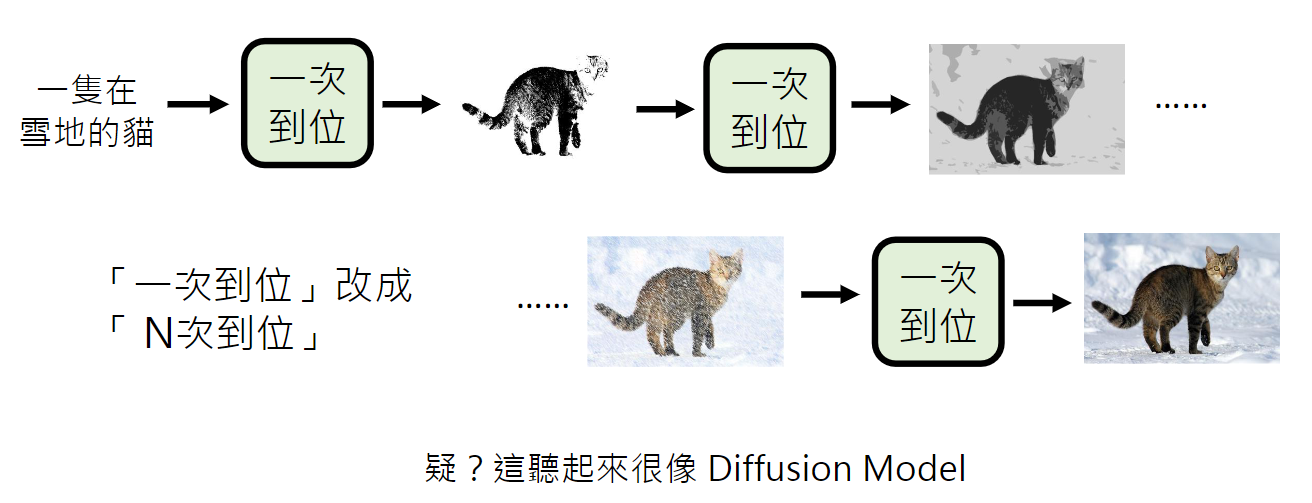 一隻在
雪地的貓
一次
到位
一次
到位
……
「一次到位」改成
「 N次到位」
……
一次
到位
疑？這聽起來很像 Diffusion Model